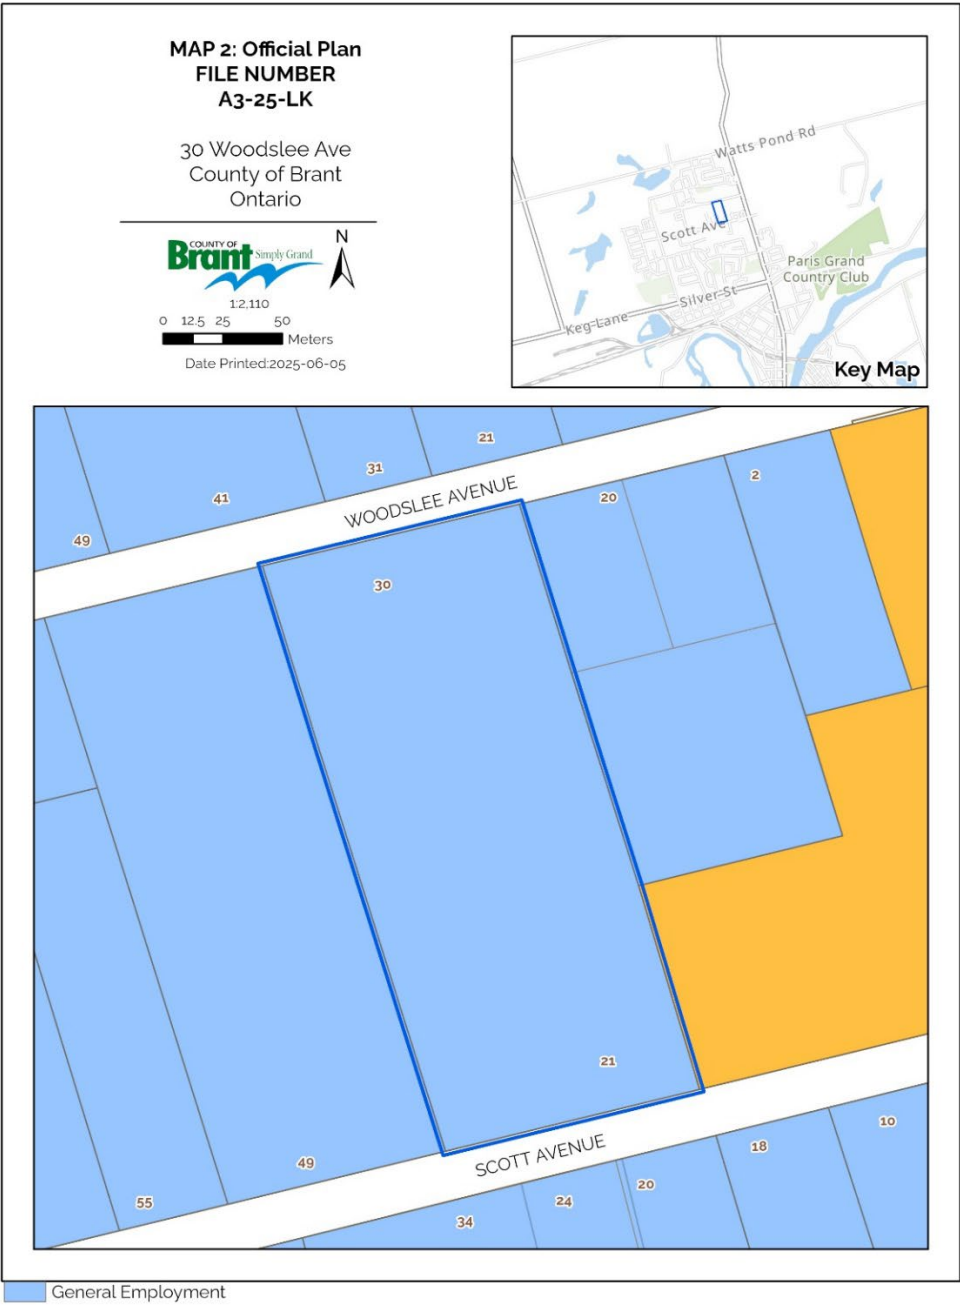 MAP 2: Official Plan
FILE NUMBER
A3-25-LK
30 Woodslee Ave
County of Brant
Ontario
COUNTY OF
Brant Simply Grand
N
1:2,110
0 12.5 25 50
Meters
Date Printed:2025-06-05
Watts Pond Rd
Scott Ave
Paris Grand
Country Club
Silver St
Keg Lane
Key Map
21
31
41
49
WOODSLEE AVENUE
20
2
30
21
SCOTT AVENUE
49
55
10
18
20
24
34
General Employment